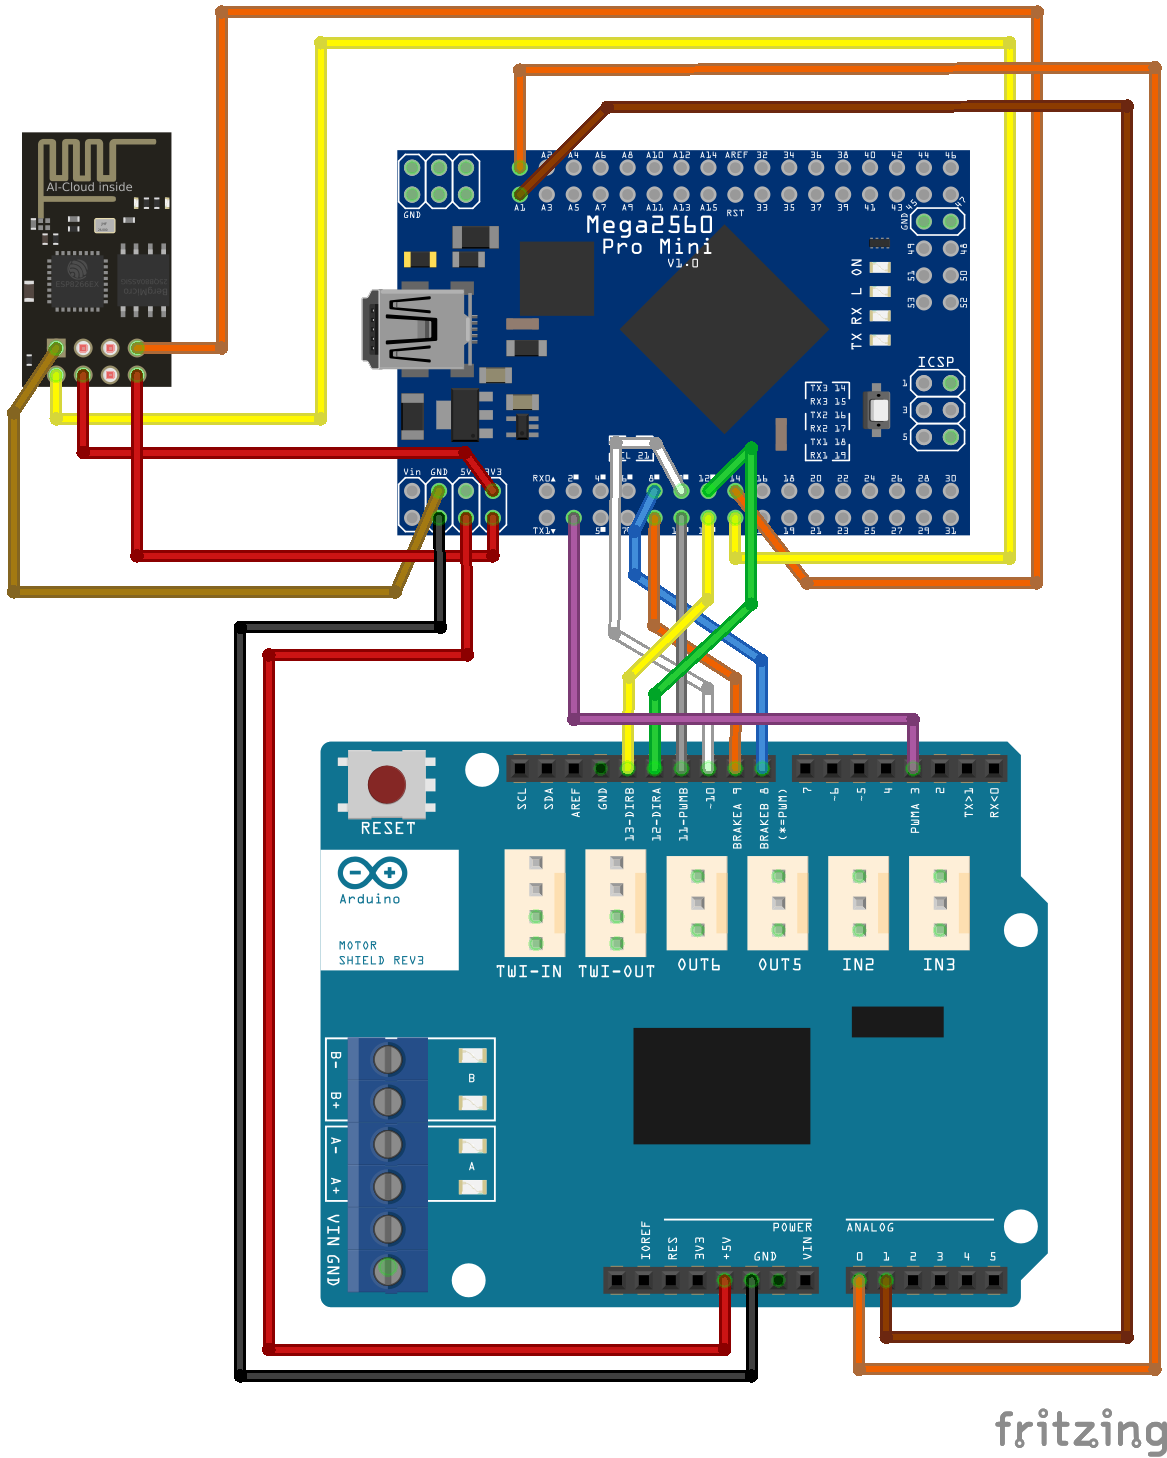 AI-Cloud inside
ESP8266EX
BergMicro
A2 A4 A6 A8 A10 A12 A14 AREF 32 34 36 38 40 42 44 46
GND A1 A3 A5 A7 A9 A11 A13 A15 RST 33 35 37 39 41 43 45 47
GND
Mega2560
Pro Mini
V1.0
49 48
51 50
53 52
TX RX L ON
ICSP
1
3
5
TX3 14
RX3 15
TX2 16
RX2 17
TX1 18
RX1 19
CL 21
Vin GND 5V 3V3 RX0 2 4 6 8 12 14 16 18 20 22 24 26 28 30
TX1 5 7 19 21 23 25 27 29 31
RESET
SCL
SDA
AREF
GND
13-DIRB
12-DIRA
11-PWMB
~10
BRAKEA 9
BRAKEB 8
(*=PWM)
7
~6
~5
4
PWMA 3
2
TX>1
RX<0
Arduino
MOTOR
SHIELD REV3
TWI-IN TWI-OUT OUT6 OUT5 IN2 IN3
B-
B+
B
A-
A+
A
VIN GND
POWER ANALOG
IOREF
RES
3V3
+5V
GND
VIN
0 1 2 3 4 5
fritzing